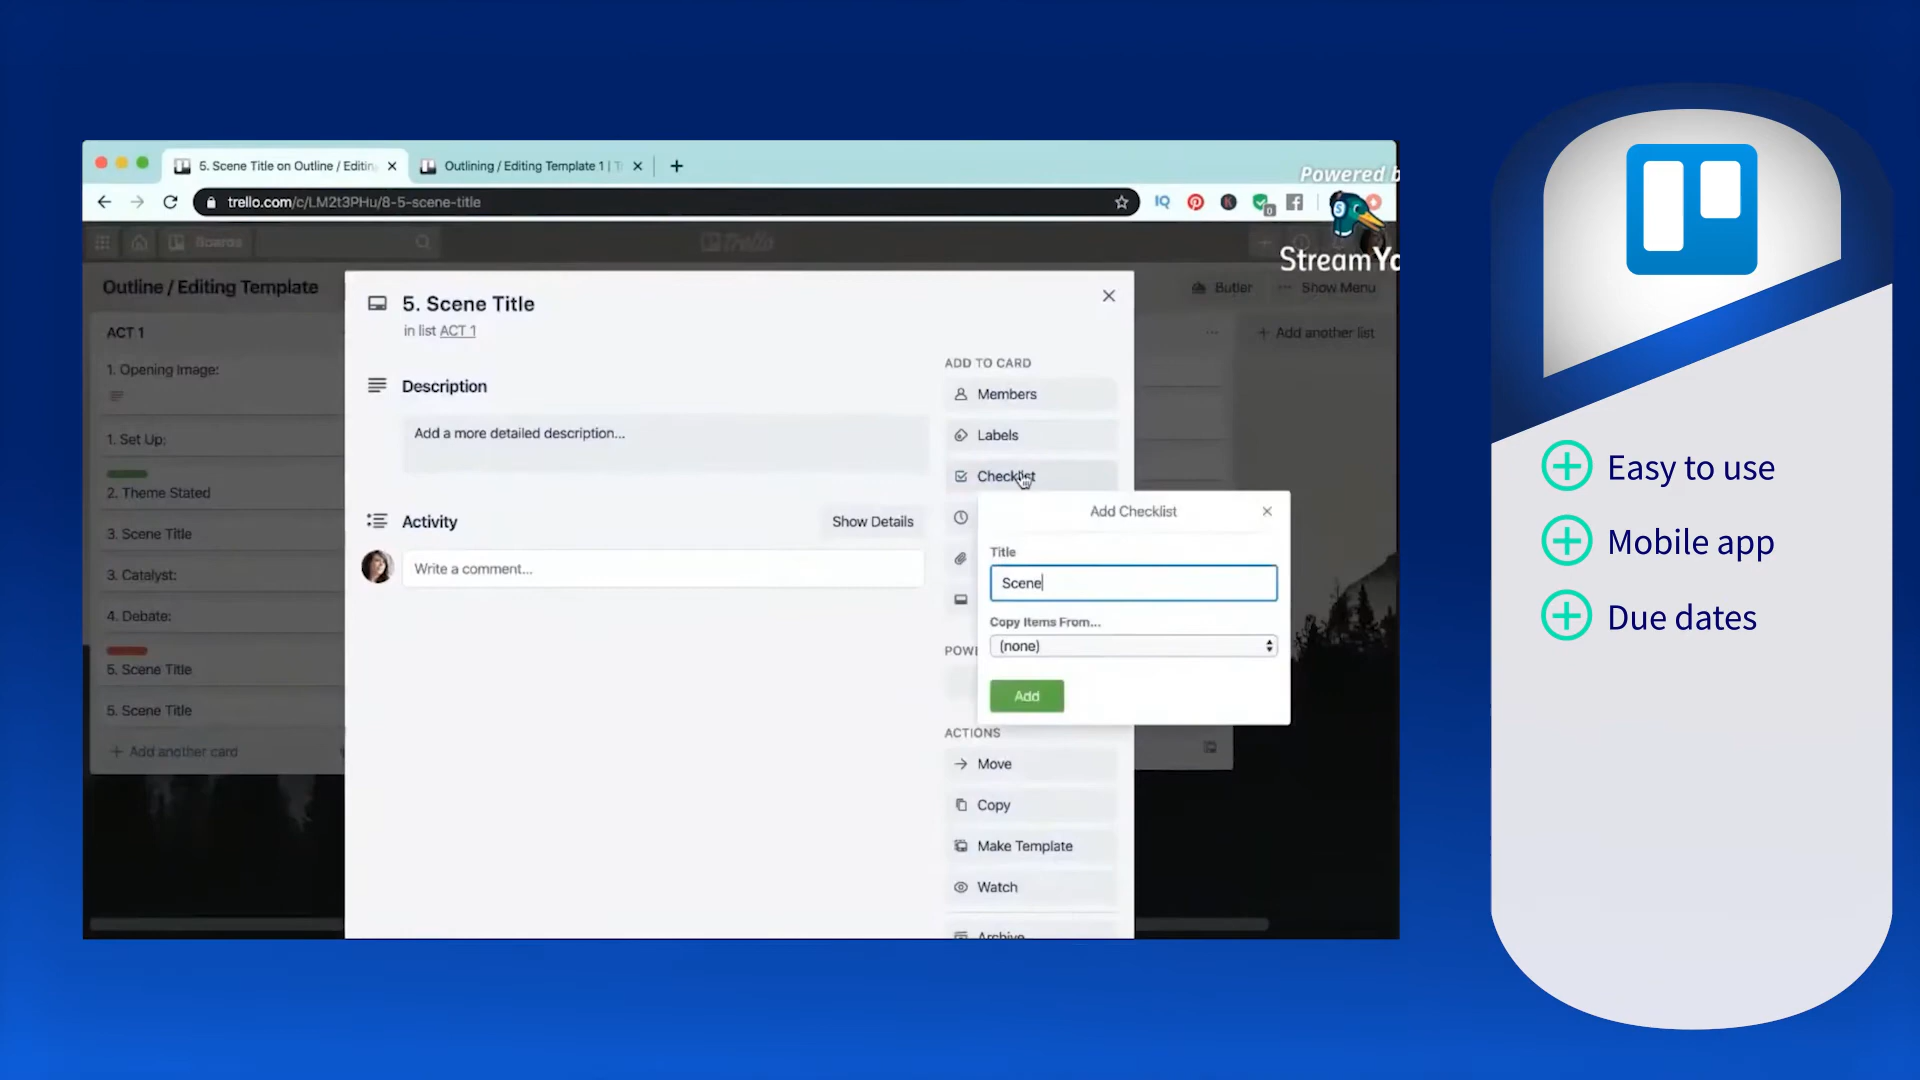 5. Scene Title on Outline / Editin
Outlining / Editing Template 1 | T
Powered b
trello.com/c/LM2t3PHu/8-5-scene-title
IQ
0
StreamYa
Boards
Trello
Outline / Editing Template
Butler
Show Menu
ACT 1
Add another list
1. Opening Image:
1. Set Up:
2. Theme Stated
3. Scene Title
3. Catalyst:
4. Debate:
5. Scene Title
5. Scene Title
+ Add another card
5. Scene Title
in list ACT 1
Description
Add a more detailed description...
Activity
Show Details
Write a comment...
ADD TO CARD
Members
Labels
Checklist
Add Checklist
Title
Scene
Copy Items From...
(none)
Add
POWE
ACTIONS
Move
Copy
Make Template
Watch
Archive
Easy to use
Mobile app
Due dates